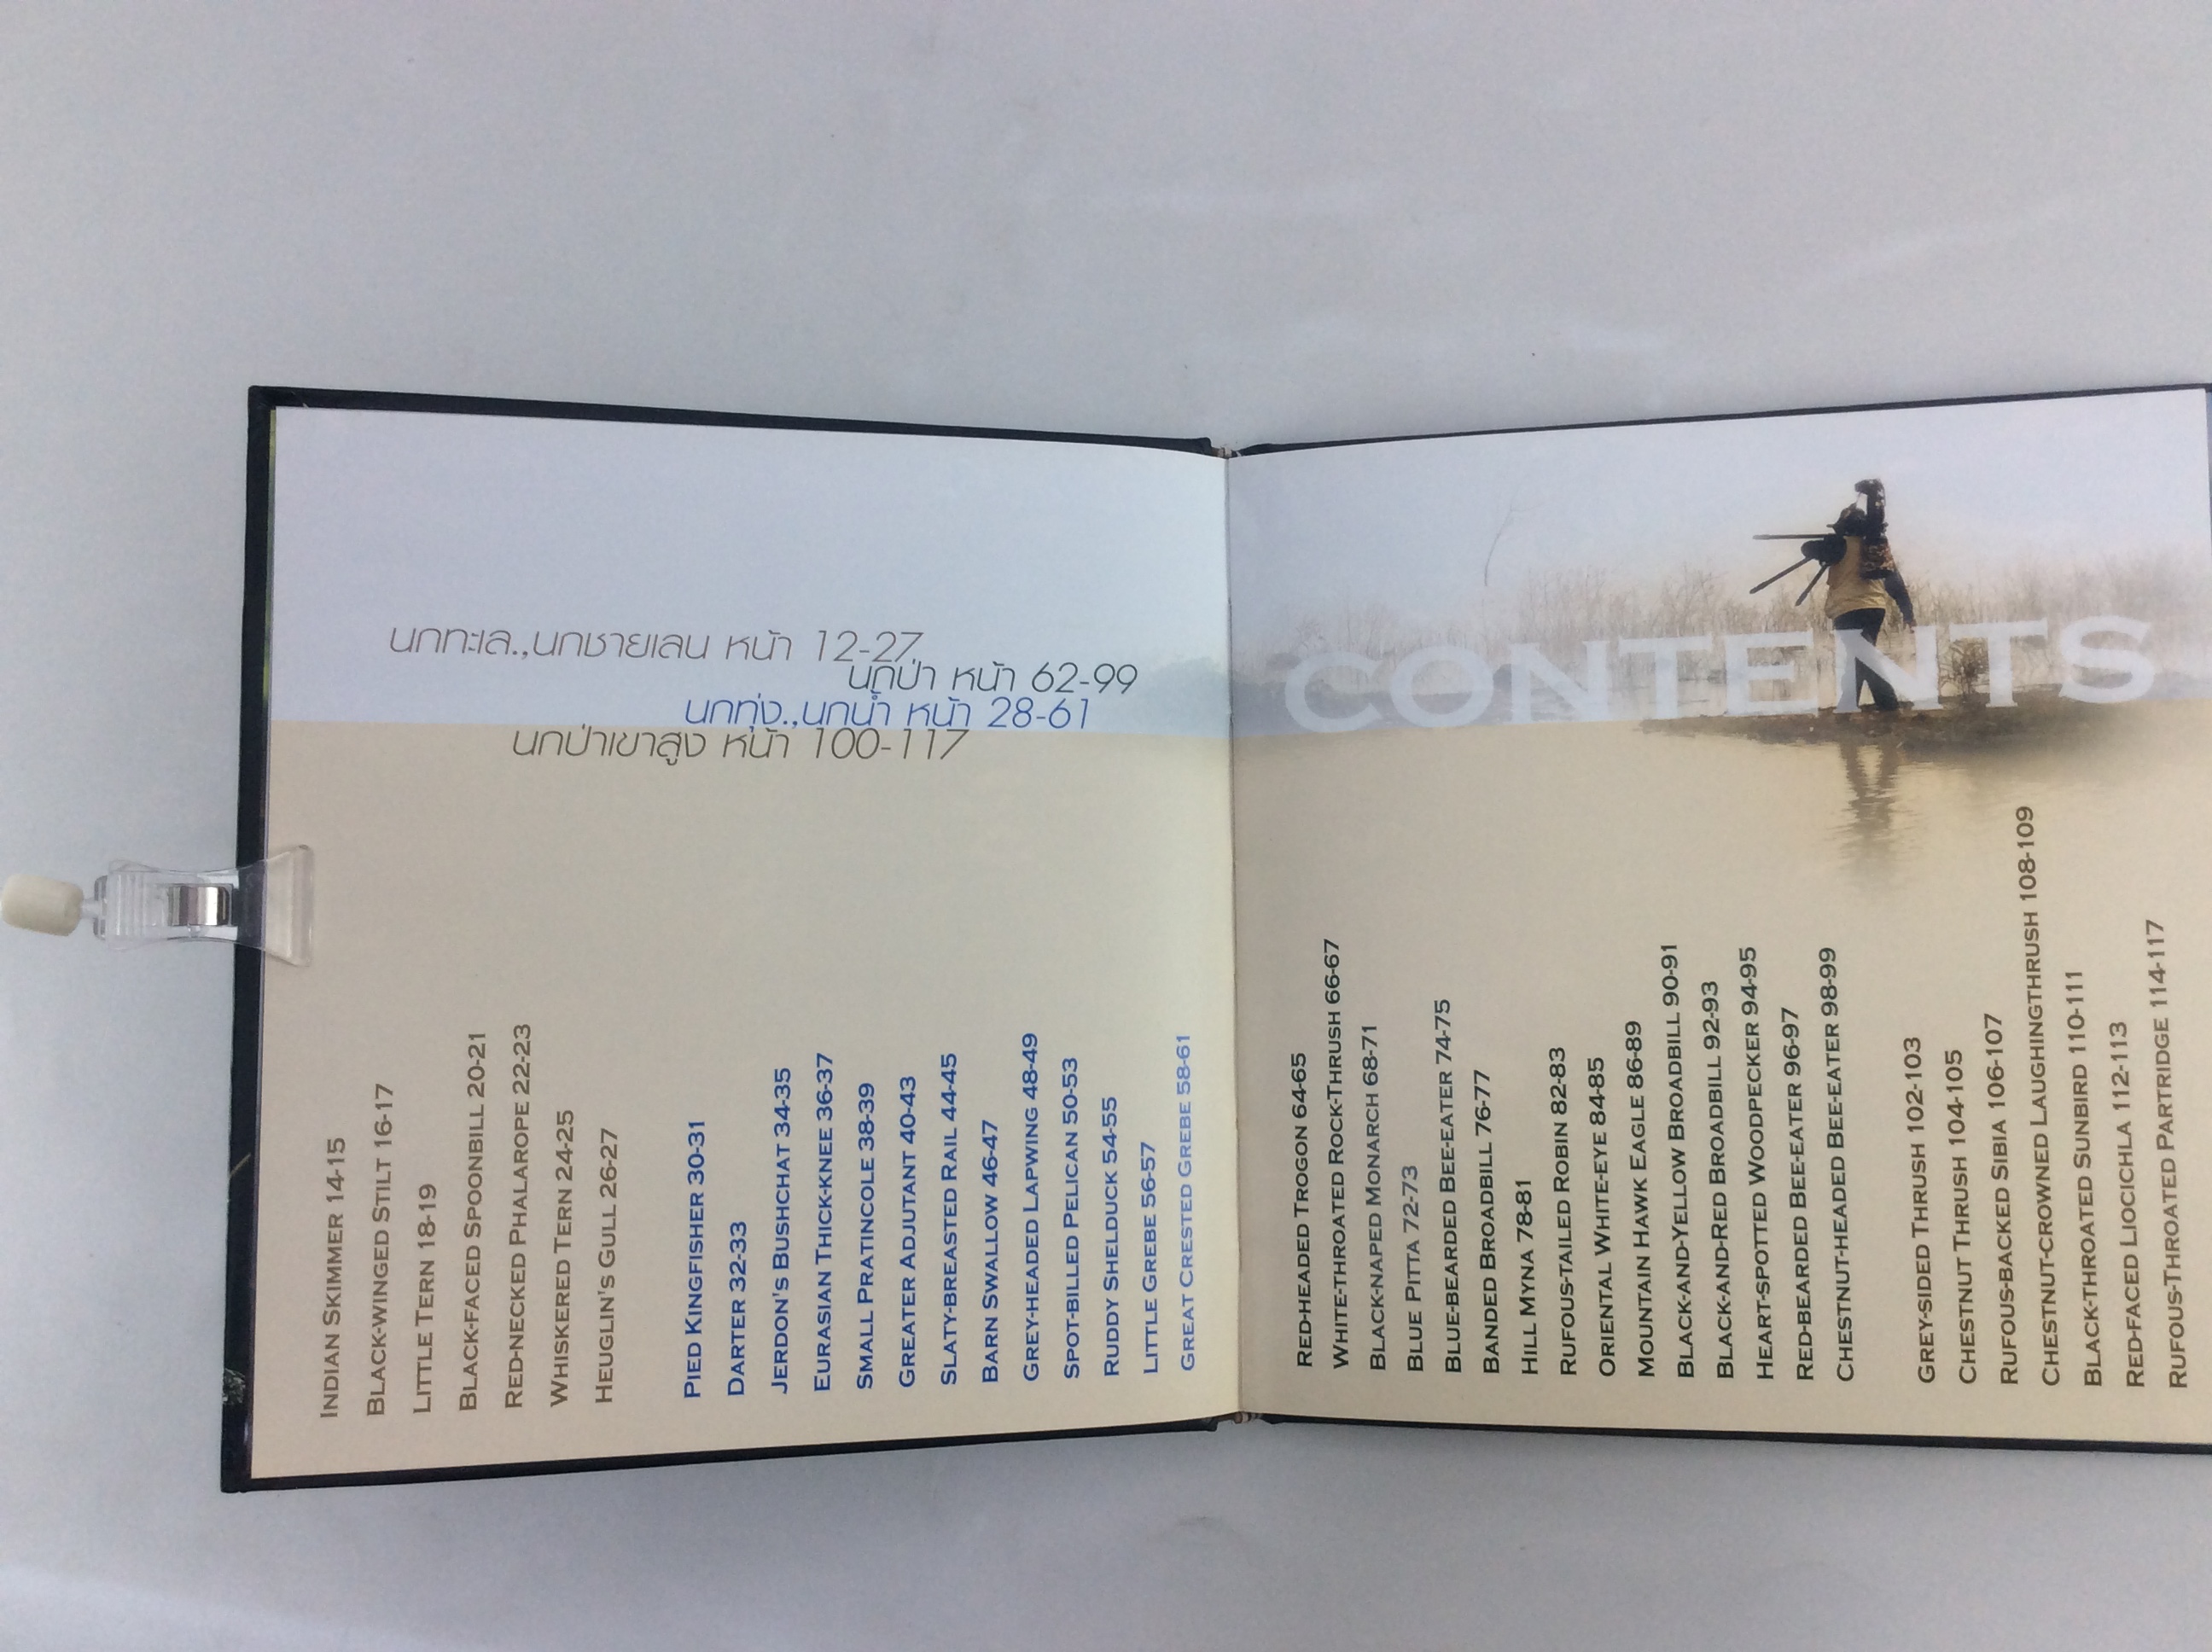 นกทะเล.,นกชายเลน หน้า 12-27
นกป่า หน้า 62-99
นกทุ่ง.,นกน้ำ หน้า 28-61
นกป่าเขาสูง หน้า 100-117
INDIAN SKIMMER 14-15
BLACK-WINGED STILT 16-17
LITTLE TERN 18-19
BLACK-FACED SPOONBILL 20-21
RED-NECKED PHALAROPE 22-23
WHISKERED TERN 24-25
HEUGLIN'S GULL 26-27
PIED KINGFISHER 30-31
DARTER 32-33
JERDON'S BUSHCHAT 34-35
EURASIAN THICK-KNEE 36-37
SMALL PRATINCOLE 38-39
GREATER ADJUTANT 40-43
SLATY-BREASTED RAIL 44-45
BARN SWALLOW 46-47
GREY-HEADED LAPWING 48-49
SPOT-BILLED PELICAN 50-53
RUDDY SHELDUCK 54-55
LITTLE GREBE 56-57
GREAT CRESTED GREBE 58-61
CONTENTS
RED-HEADED TROGON 64-65
WHITE-THROATED ROCK-THRUSH 66-67
BLACK-NAPED MONARCH 68-71
BLUE PITTA 72-73
BLUE-BEARDED BEE-EATER 74-75
BANDED BROADBILL 76-77
HILL MYNA 78-81
RUFOUS-TAILED ROBIN 82-83
ORIENTAL WHITE-EYE 84-85
MOUNTAIN HAWK EAGLE 86-89
BLACK-AND-YELLOW BROADBILL 90-91
BLACK-AND-RED BROADBILL 92-93
HEART-SPOTTED WOODPECKER 94-95
RED-BEARDED BEE-EATER 96-97
CHESTNUT-HEADED BEE-EATER 98-99
GREY-SIDED THRUSH 102-103
CHESTNUT THRUSH 104-105
RUFOUS-BACKED SIBIA 106-107
CHESTNUT-CROWNED LAUGHINGTHRUSH 108-109
BLACK-THROATED SUNBIRD 110-111
RED-FACED LIOCICHLA 112-113
RUFOUS-THROATED PARTRIDGE 114-117